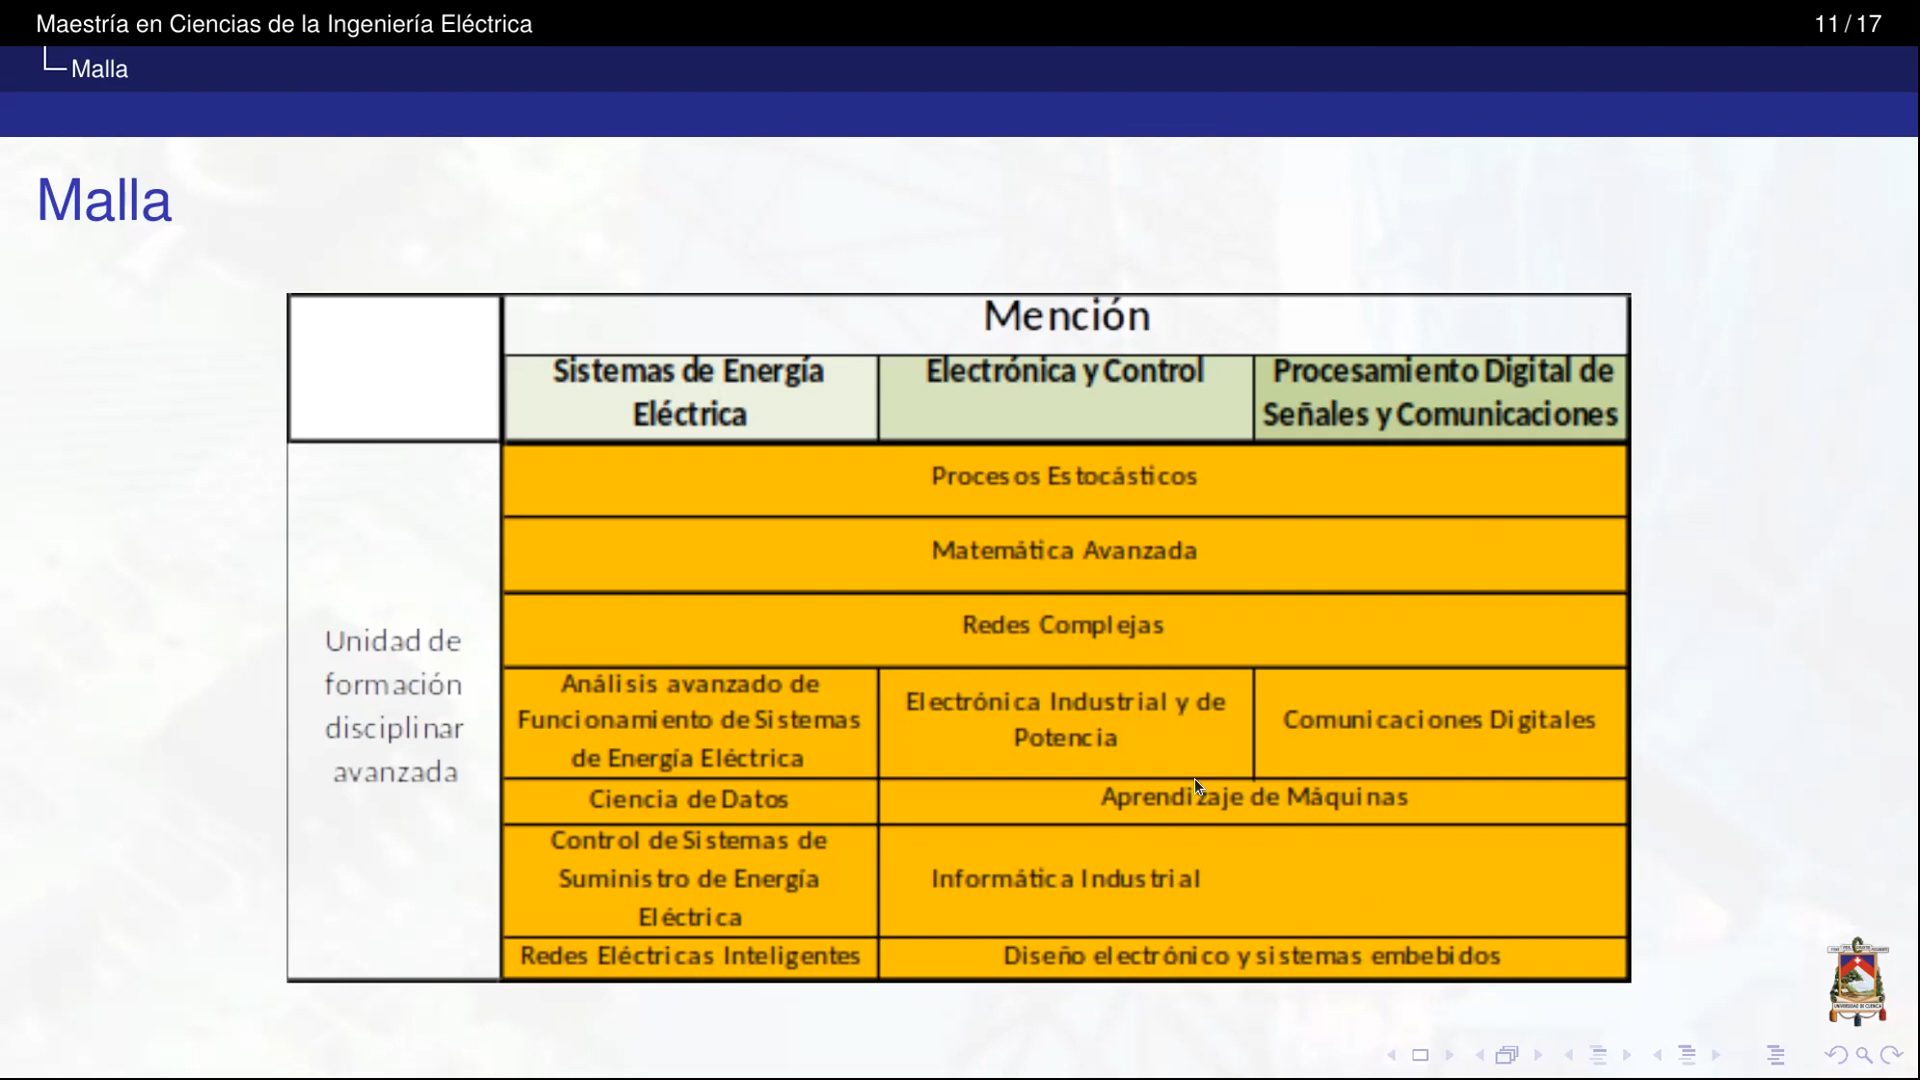 Maestría en Ciencias de la Ingeniería Eléctrica
11 / 17
Malla
Malla
Mención
Sistemas de Energía
Eléctrica
Electrónica y Control
Procesamiento Digital de
Señales y Comunicaciones
Unidad de
formación
disciplinar
avanzada
Procesos Estocásticos
Matemática Avanzada
Redes Complejas
Análisis avanzado de
Funcionamiento de Sistemas
de Energía Eléctrica
Electrónica Industrial y de
Potencia
Comunicaciones Digitales
Ciencia de Datos
Aprendizaje de Máquinas
Control de Sistemas de
Suministro de Energía
Eléctrica
Informática Industrial
Redes Eléctricas Inteligentes
Diseño electrónico y sistemas embebidos
UNIVERSIDAD DE CUENCA